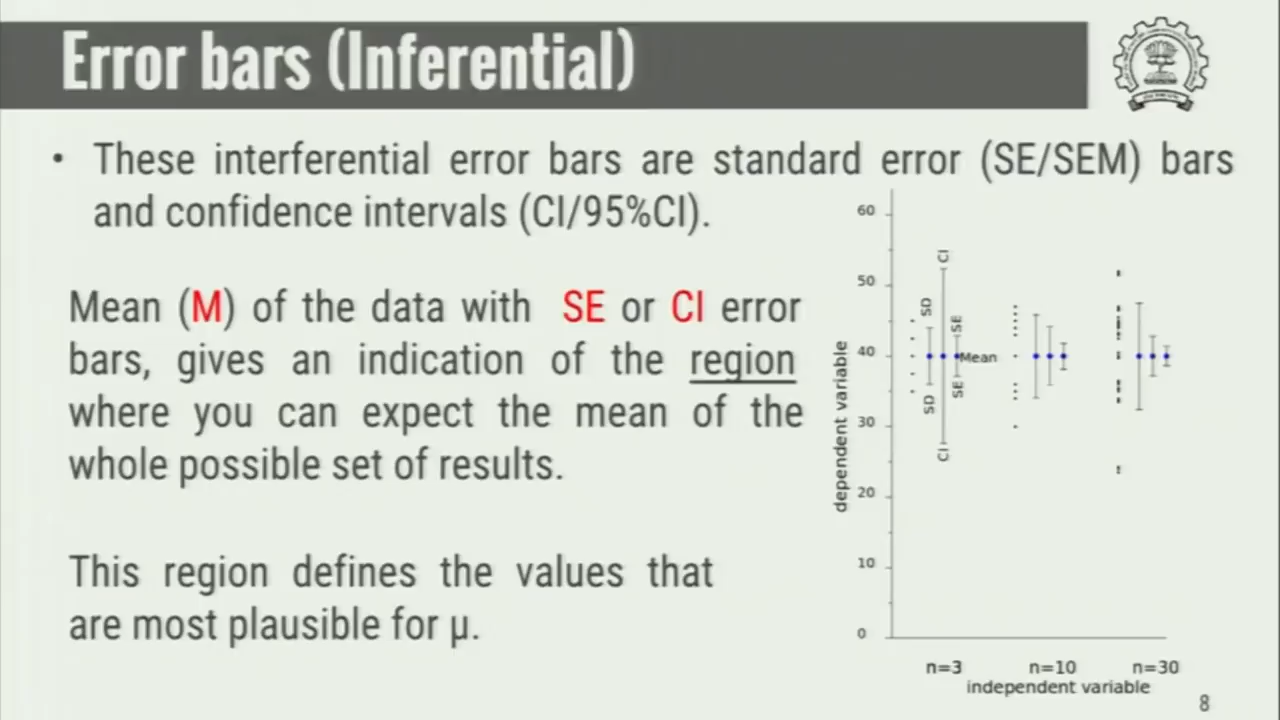 Error bars (Inferential)
• These interferential error bars are standard error (SE/SEM) bars
and confidence intervals (CI/95%CI).
Mean (M) of the data with SE or CI error
bars, gives an indication of the region
where you can expect the mean of the
whole possible set of results.
This region defines the values that
are most plausible for µ.
dependent variable
60
50
40
30
20
10
0
CI
SD
SE
Mean
SE
SD
CI
n=3
n=10
n=30
independent variable
8